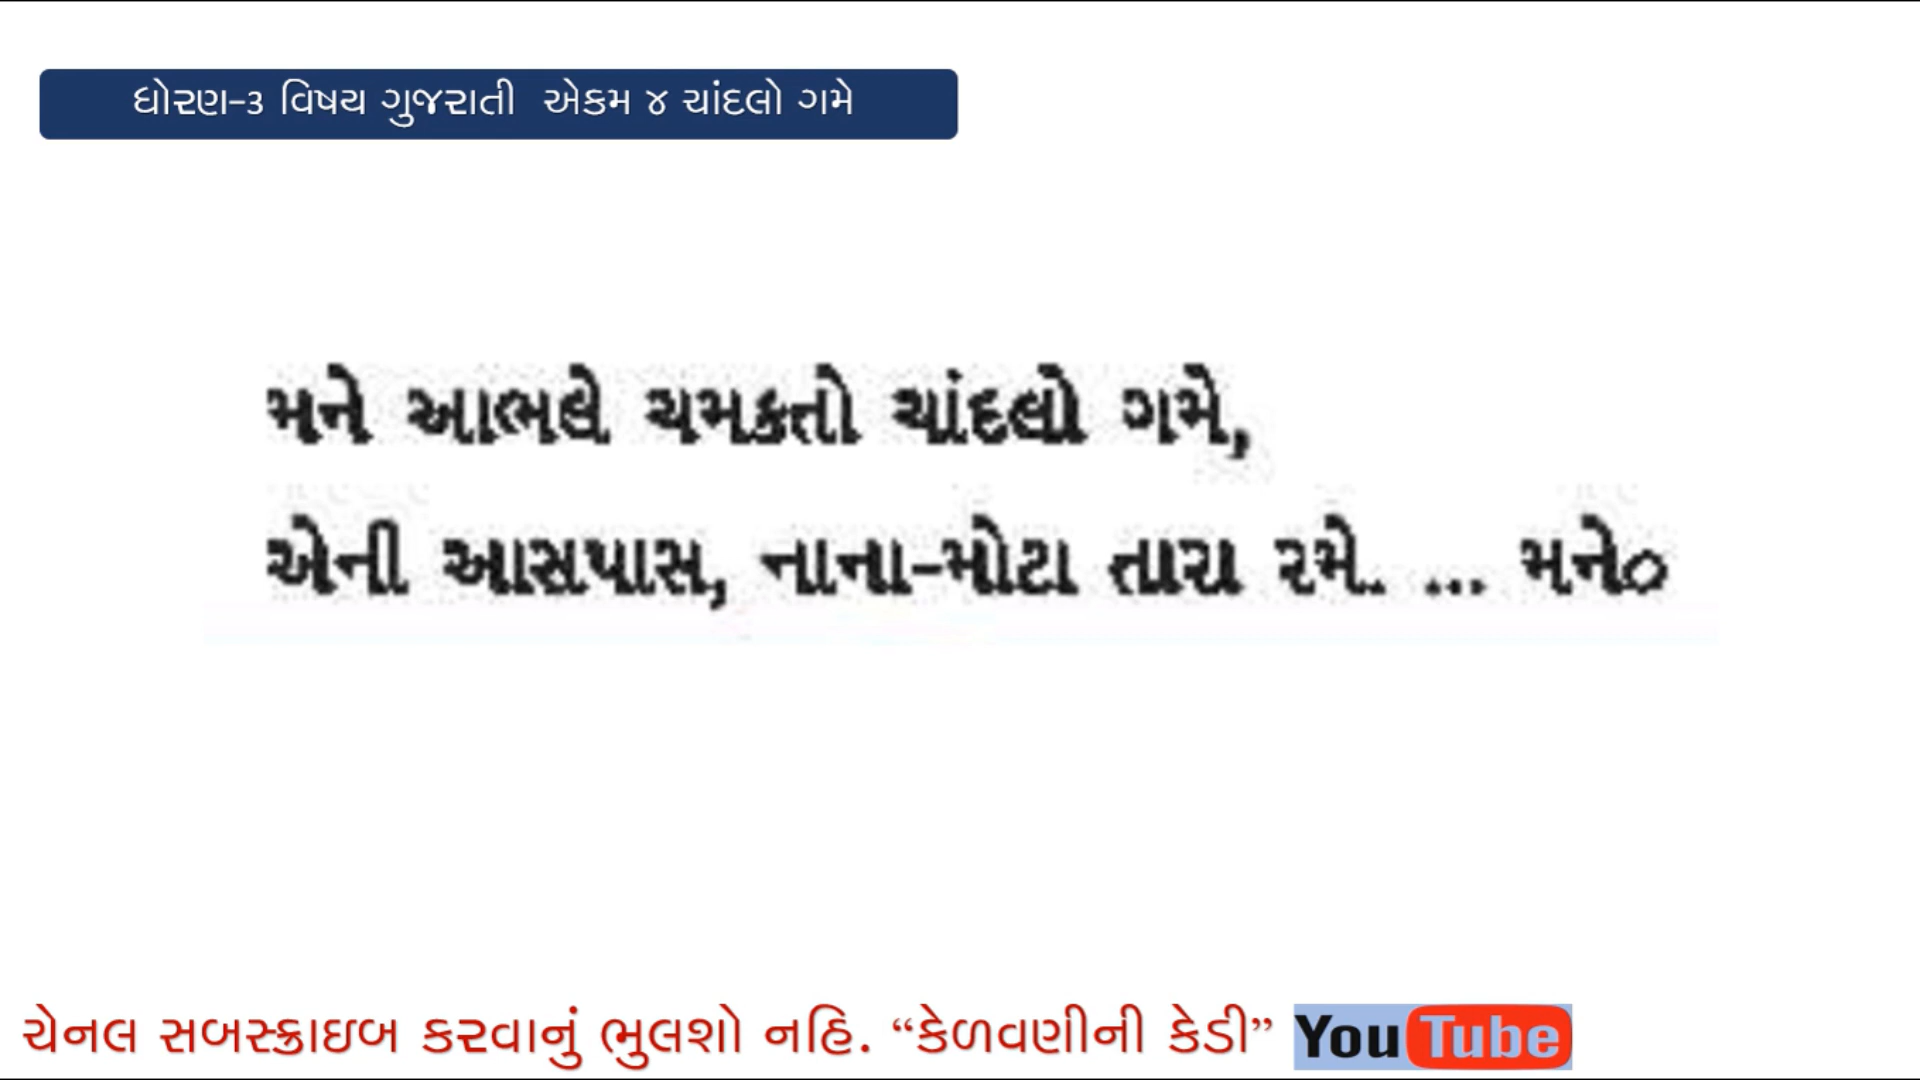 ધોરણ-૩ વિષય ગુજરાતી  એકમ ૪ ચાંદલો ગમે
મને આભલે ચમકતો ચાંદલો ગમે,
એની આસપાસ, નાના-મોટા તારા રમે. ... મને૦
ચેનલ સબસ્ક્રાઇબ કરવાનું ભુલશો નહિ. “કેળવણીની કેડી” YouTube